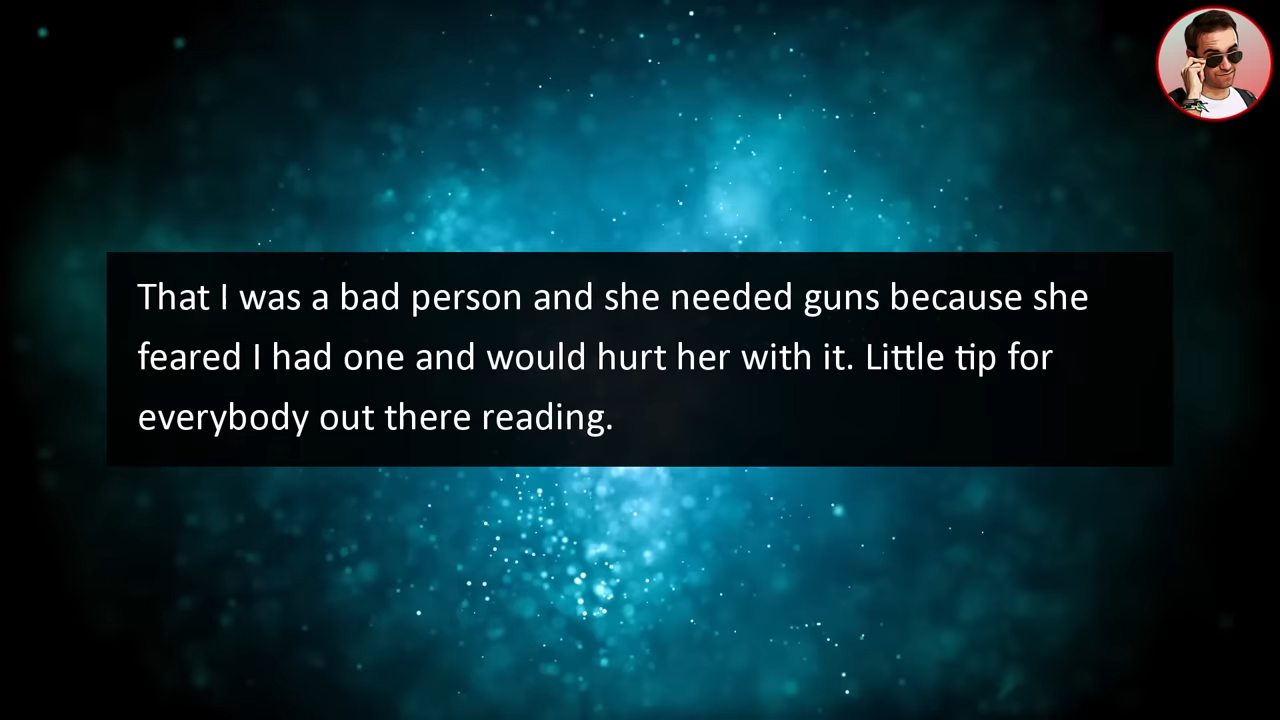 That I was a bad person and she needed guns because she
feared I had one and would hurt her with it. Little tip for
everybody out there reading.